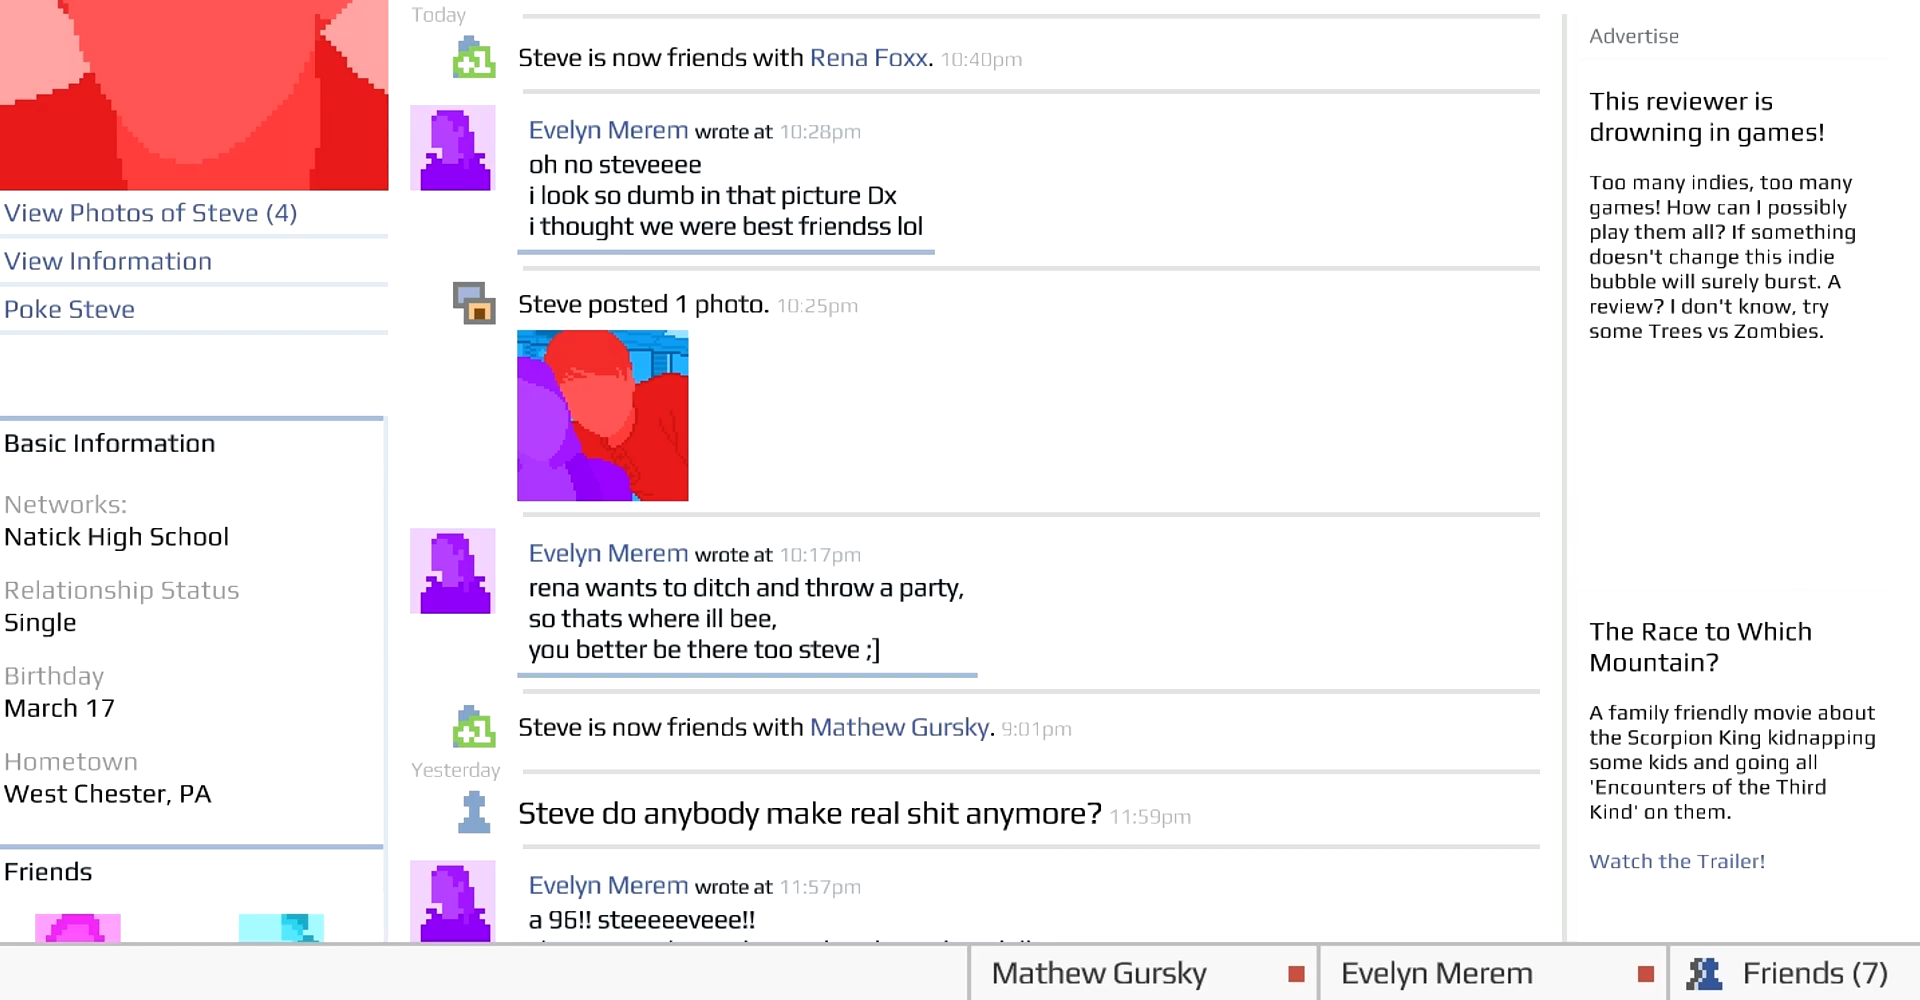 View Photos of Steve (4)
View Information
Poke Steve
Basic Information
Networks:
Natick High School
Relationship Status
Single
Birthday
March 17
Hometown
West Chester, PA
Friends
Today
+1
Steve is now friends with Rena Foxx. 10:40pm
Evelyn Merem wrote at 10:28pm
oh no steveeee
i look so dumb in that picture Dx
i thought we were best friendss lol
Steve posted 1 photo. 10:25pm
Evelyn Merem wrote at 10:17pm
rena wants to ditch and throw a party,
so thats where ill bee,
you better be there too steve ;]
+1
Steve is now friends with Mathew Gursky. 9:01pm
Yesterday
Steve do anybody make real shit anymore? 11:59pm
Evelyn Merem wrote at 11:57pm
a 96!! steeeeeveee!!
Advertise
This reviewer is
drowning in games!
Too many indies, too many
games! How can I possibly
play them all? If something
doesn't change this indie
bubble will surely burst. A
review? I don't know, try
some Trees vs Zombies.
The Race to Which
Mountain?
A family friendly movie about
the Scorpion King kidnapping
some kids and going all
'Encounters of the Third
Kind' on them.
Watch the Trailer!
Mathew Gursky
Evelyn Merem
Friends (7)